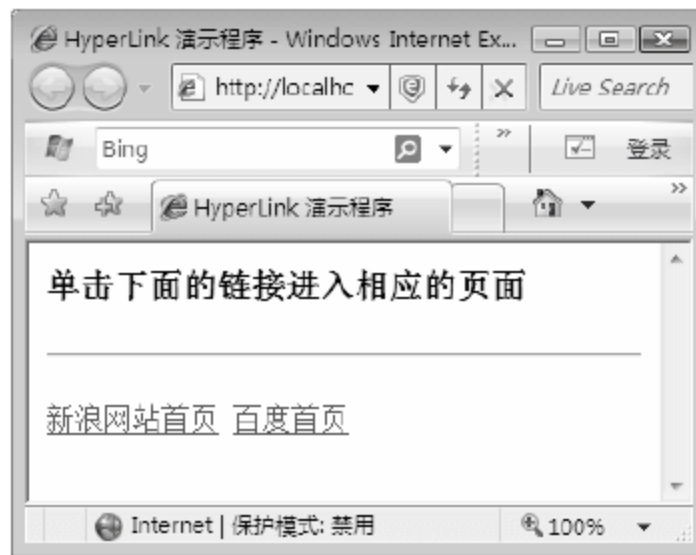 HyperLink 演示程序 - Windows Internet Ex...
http://localhc
Live Search
Bing
登录
HyperLink 演示程序
单击下面的链接进入相应的页面
新浪网站首页 百度首页
Internet | 保护模式: 禁用
100%